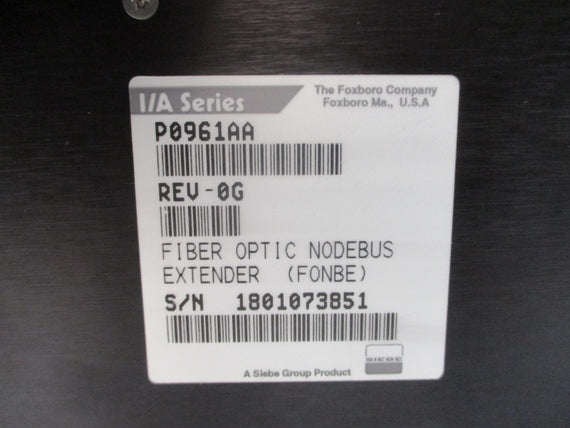 I/A Series
The Foxboro Company
Foxboro Ma., U.S.A
P0961AA
REV-0G
FIBER OPTIC NODEBUS
EXTENDER (FONBE)
S/N 1801073851
SIEBE
A Siebe Group Product